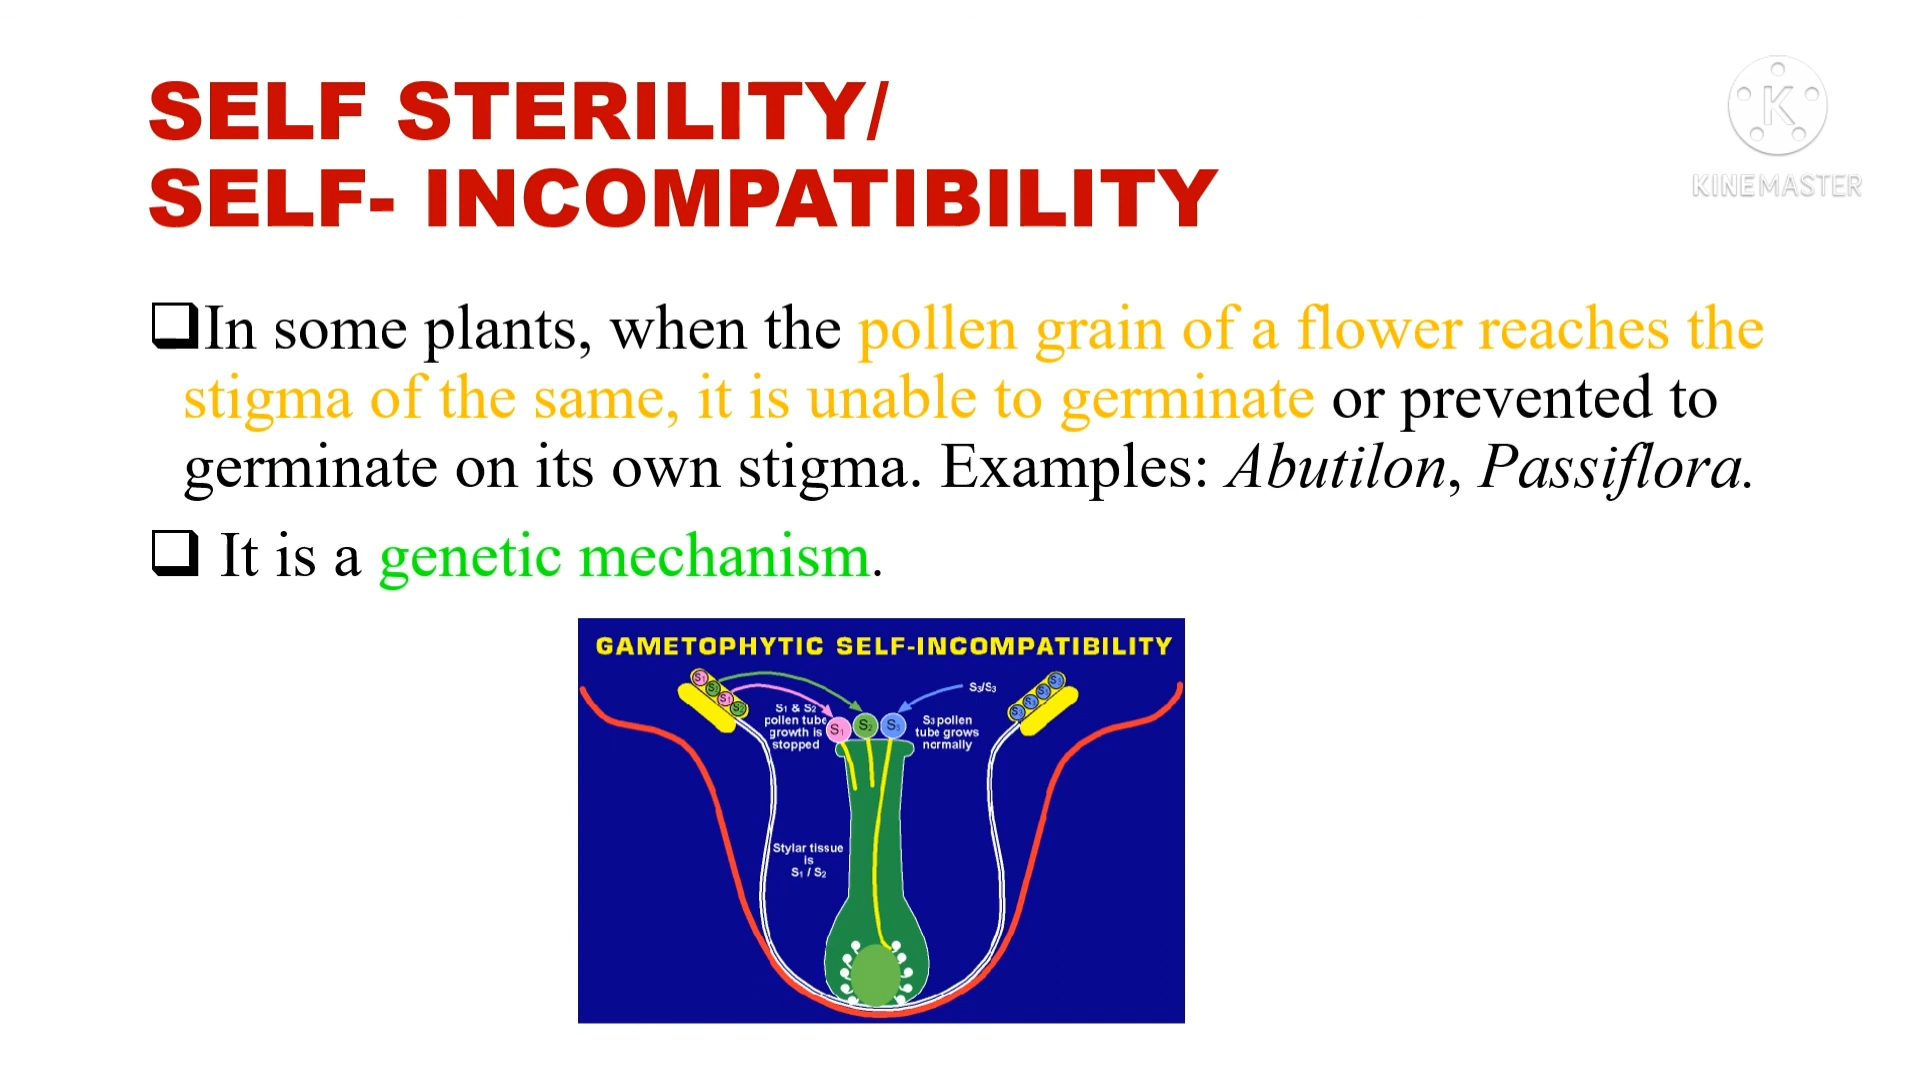 SELF STERILITY/
SELF- INCOMPATIBILITY
KINEMASTER
In some plants, when the pollen grain of a flower reaches the
stigma of the same, it is unable to germinate or prevented to
germinate on its own stigma. Examples: Abutilon, Passiflora.
It is a genetic mechanism.
GAMETOPHYTIC SELF-INCOMPATIBILITY
S1 & S2
pollen tube
growth is
stopped
S1
S2
S3
S3/S3
S3 pollen
tube grows
normally
Stylar tissue
is
S1 / S2